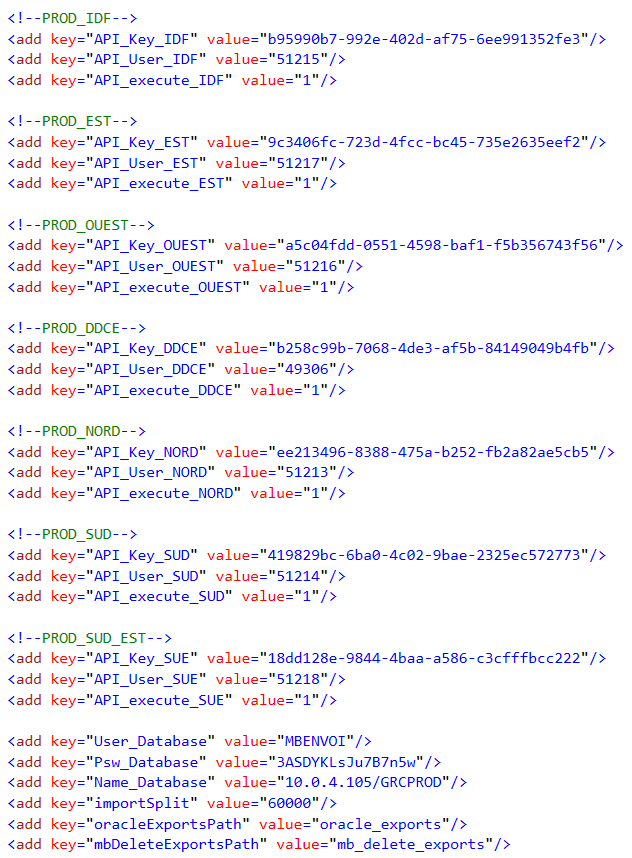 <!--PROD_IDF-->
<add key="API_Key_IDF" value="b95990b7-992e-402d-af75-6ee991352fe3"/>
<add key="API_User_IDF" value="51215"/>
<add key="API_execute_IDF" value="1"/>
<!--PROD_EST-->
<add key="API_Key_EST" value="9c3406fc-723d-4fcc-bc45-735e2635eef2"/>
<add key="API_User_EST" value="51217"/>
<add key="API_execute_EST" value="1"/>
<!--PROD_OUEST-->
<add key="API_Key_OUEST" value="a5c04fdd-0551-4598-baf1-f5b356743f56"/>
<add key="API_User_OUEST" value="51216"/>
<add key="API_execute_OUEST" value="1"/>
<!--PROD_DDCE-->
<add key="API_Key_DDCE" value="b258c99b-7068-4de3-af5b-84149049b4fb"/>
<add key="API_User_DDCE" value="49306"/>
<add key="API_execute_DDCE" value="1"/>
<!--PROD_NORD-->
<add key="API_Key_NORD" value="ee213496-8388-475a-b252-fb2a82ae5cb5"/>
<add key="API_User_NORD" value="51213"/>
<add key="API_execute_NORD" value="1"/>
<!--PROD_SUD-->
<add key="API_Key_SUD" value="419829bc-6ba0-4c02-9bae-2325ec572773"/>
<add key="API_User_SUD" value="51214"/>
<add key="API_execute_SUD" value="1"/>
<!--PROD_SUD_EST-->
<add key="API_Key_SUE" value="18dd128e-9844-4baa-a586-c3cfffbcc222"/>
<add key="API_User_SUE" value="51218"/>
<add key="API_execute_SUE" value="1"/>
<add key="User_Database" value="MBENVOI"/>
<add key="Psw_Database" value="3ASDYKLsJu7B7n5w"/>
<add key="Name_Database" value="10.0.4.105/GRCPROD"/>
<add key="importSplit" value="60000"/>
<add key="oracleExportsPath" value="oracle_exports"/>
<add key="mbDeleteExportsPath" value="mb_delete_exports"/>